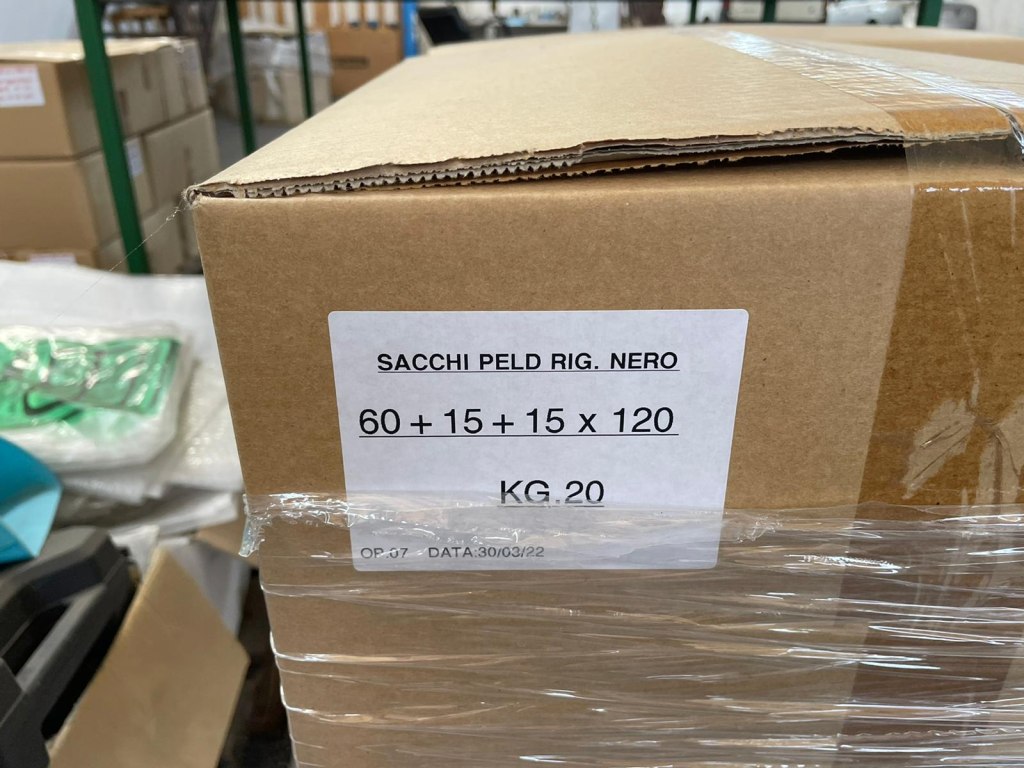 SACCHI PELD RIG. NERO
60 + 15 + 15 x 120
KG.20
OP.07 DATA:30/03/22